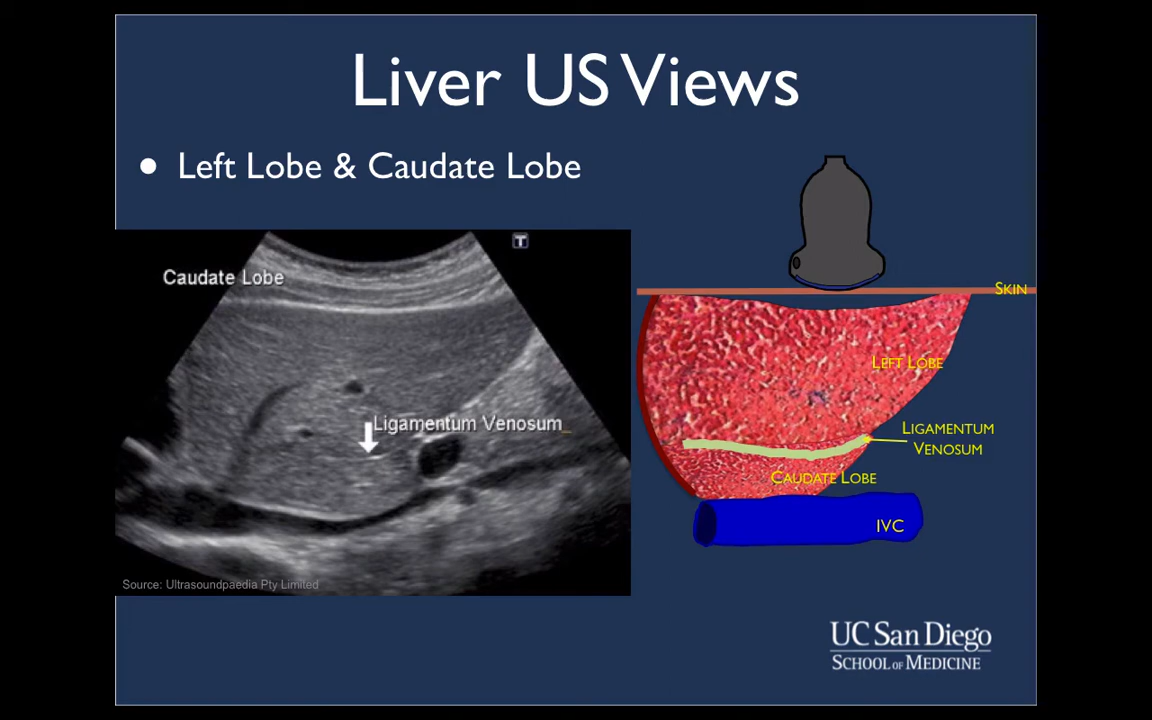 Liver US Views
● Left Lobe & Caudate Lobe
T
Caudate Lobe
Ligamentum Venosum
Source: Ultrasoundpaedia Pty Limited
SKIN
LEFT LOBE
LIGAMENTUM
VENOSUM
CAUDATE LOBE
IVC
UC San Diego
SCHOOL OF MEDICINE